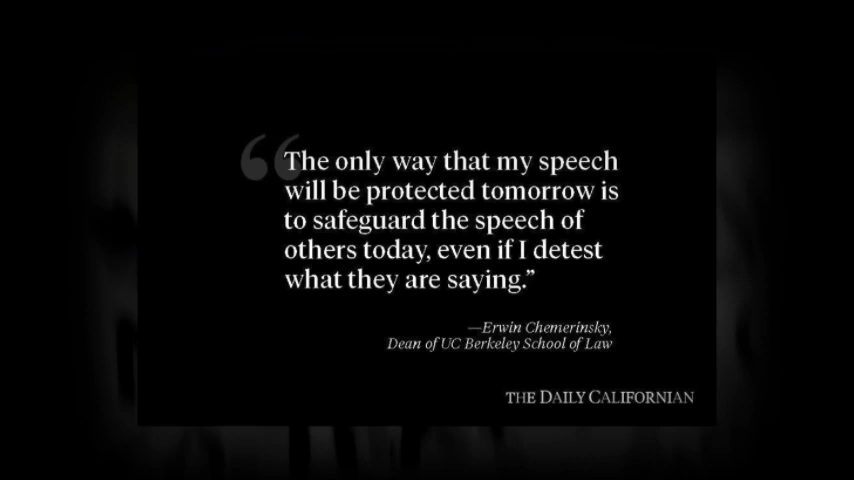 “The only way that my speech
will be protected tomorrow is
to safeguard the speech of
others today, even if I detest
what they are saying.”
—Erwin Chemerinsky,
Dean of UC Berkeley School of Law
THE DAILY CALIFORNIAN